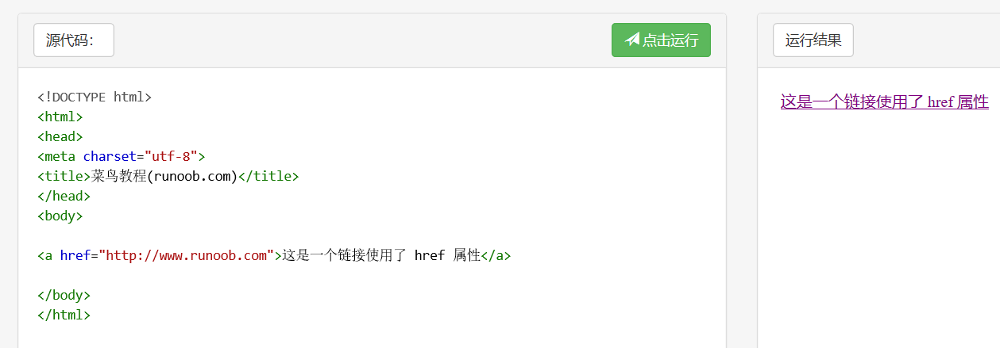 源代码：
点击运行
<!DOCTYPE html>
<html>
<head>
<meta charset="utf-8">
<title>菜鸟教程(runoob.com)</title>
</head>
<body>
<a href="http://www.runoob.com">这是一个链接使用了 href 属性</a>
</body>
</html>
运行结果
这是一个链接使用了 href 属性